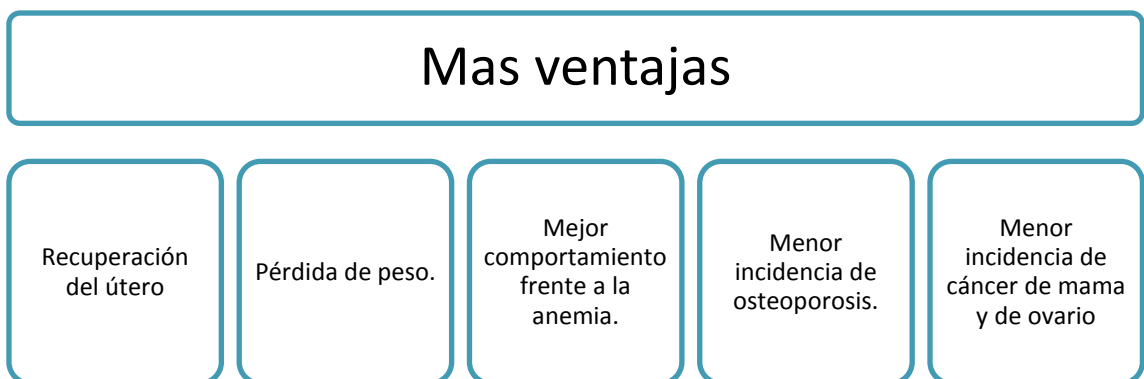 Mas ventajas
Recuperación
del útero
Pérdida de peso.
Mejor
comportamiento
frente a la
anemia.
Menor
incidencia de
osteoporosis.
Menor
incidencia de
cáncer de mama
y de ovario